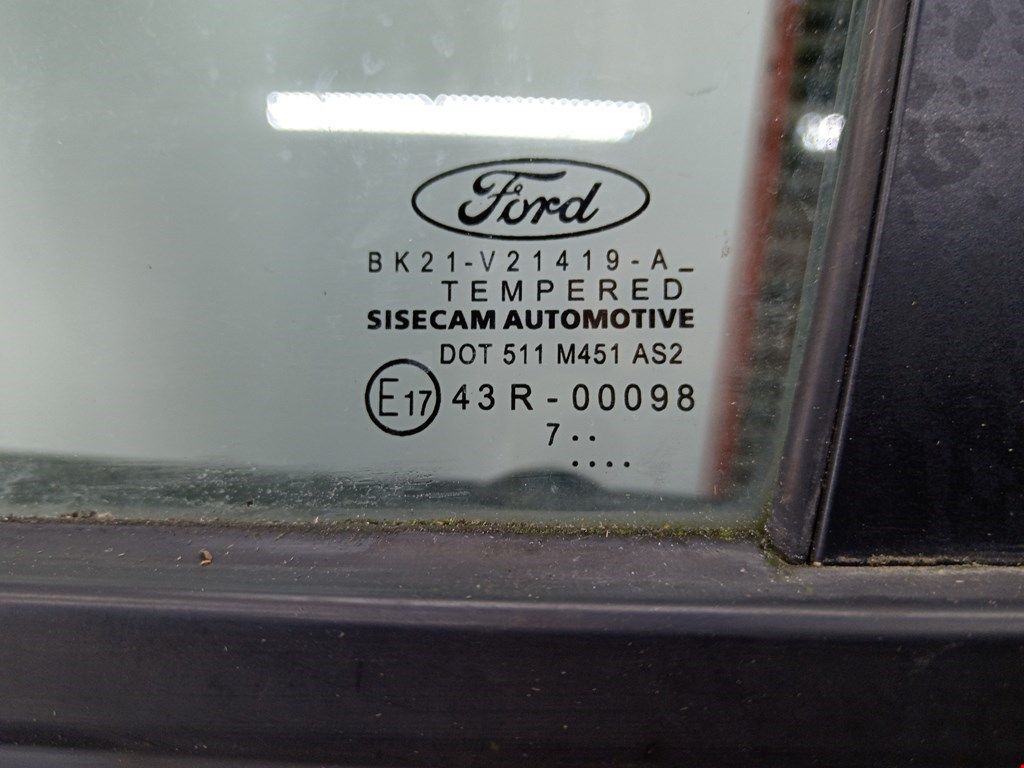 Ford
BK21-V21419-A_
TEMPERED
SISECAM AUTOMOTIVE
DOT 511 M451 AS2
E17 43R-00098
7..
....